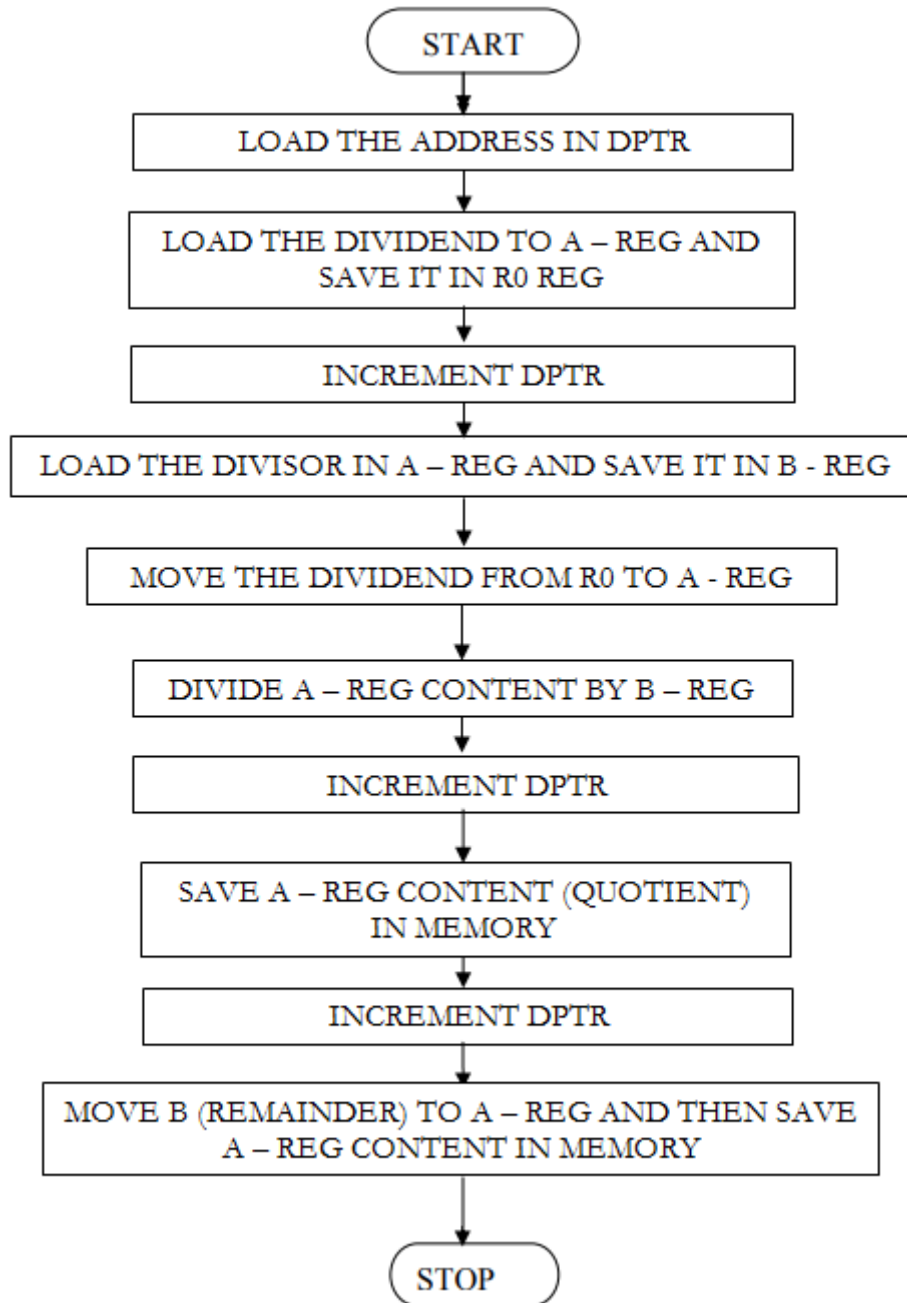 START
LOAD THE ADDRESS IN DPTR
LOAD THE DIVIDEND TO A – REG AND
SAVE IT IN R0 REG
INCREMENT DPTR
LOAD THE DIVISOR IN A – REG AND SAVE IT IN B - REG
MOVE THE DIVIDEND FROM R0 TO A - REG
DIVIDE A – REG CONTENT BY B – REG
INCREMENT DPTR
SAVE A – REG CONTENT (QUOTIENT)
IN MEMORY
INCREMENT DPTR
MOVE B (REMAINDER) TO A – REG AND THEN SAVE
A – REG CONTENT IN MEMORY
STOP